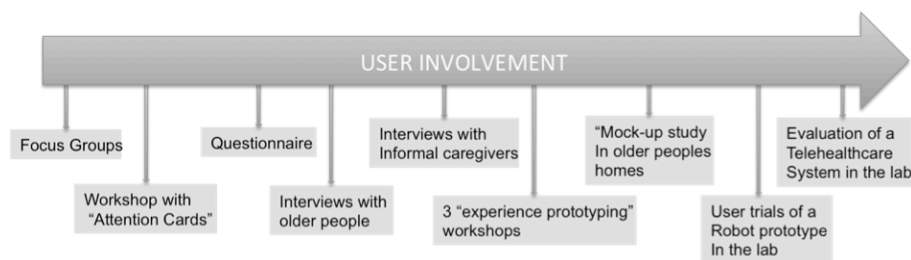 USER INVOLVEMENT
Focus Groups
Workshop with
"Attention Cards"
Questionnaire
Interviews with
older people
Interviews with
Informal caregivers
3 "experience prototyping"
workshops
"Mock-up study
In older peoples
homes
User trials of a
Robot prototype
In the lab
Evaluation of a
Telehealthcare
System in the lab